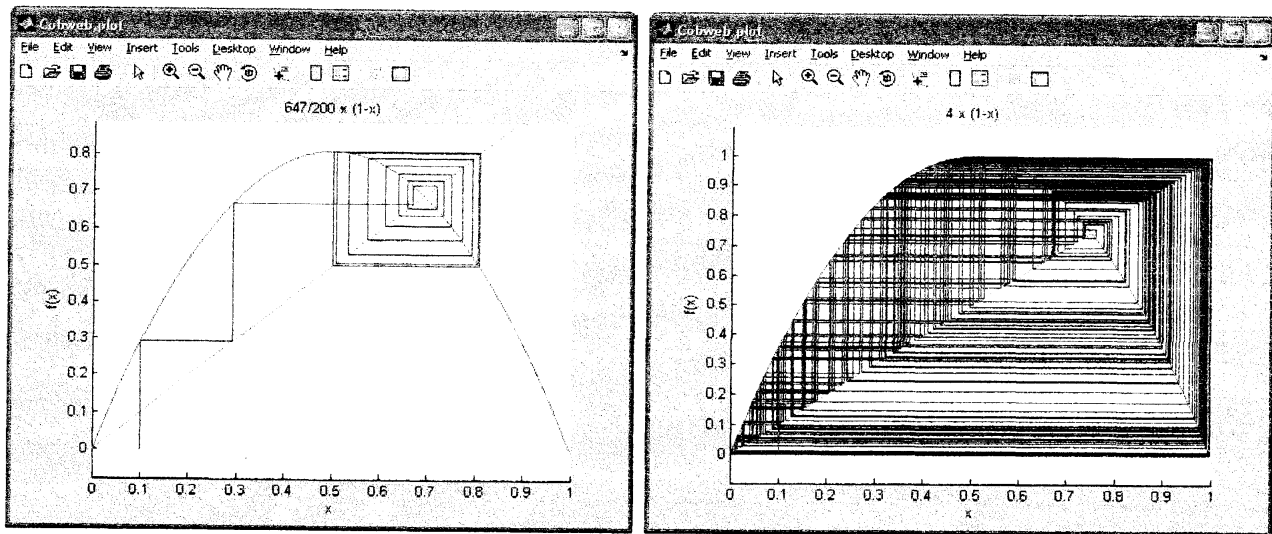 Cobweb plot
File Edit View Insert Tools Desktop Window Help
647/200 x (1-x)
f(x)
0.8
0.7
0.6
0.5
0.4
0.3
0.2
0.1
0
0 0.1 0.2 0.3 0.4 0.5 0.6 0.7 0.8 0.9 1
x
Cobweb plot
File Edit View Insert Tools Desktop Window Help
4 x (1-x)
f(x)
1
0.9
0.8
0.7
0.6
0.5
0.4
0.3
0.2
0.1
0
0 0.1 0.2 0.3 0.4 0.5 0.6 0.7 0.8 0.9 1
x